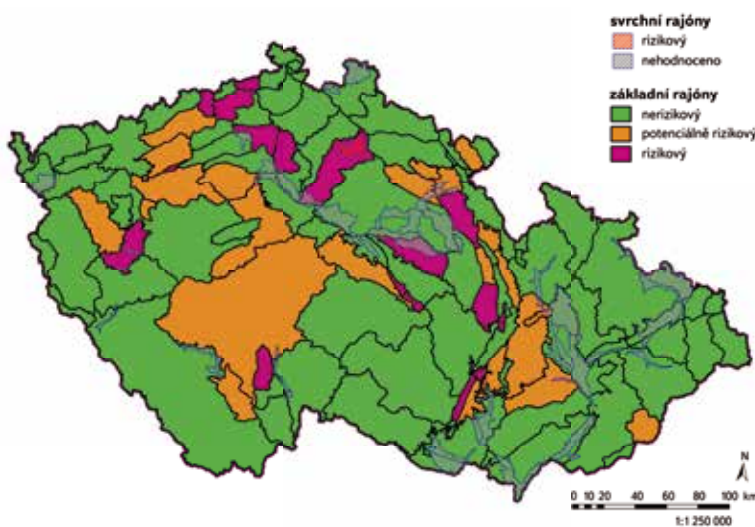 svrchní rajóny
rizikový
nehodnoceno
základní rajóny
nerizikový
potenciálně rizikový
rizikový
N
0 10 20 40 60 80 100 km
1:1 250 000